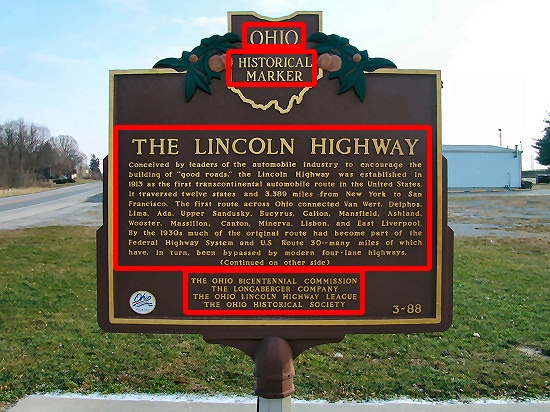 OHIO
HISTORICAL
MARKER
THE LINCOLN HIGHWAY
Conceived by leaders of the automobile industry to encourage the
building of "good roads," the Lincoln Highway was established in
1913 as the first transcontinental automobile route in the United States.
It traversed twelve states and 3,389 miles from New York to San
Francisco. The first route across Ohio connected Van Wert, Delphos,
Lima, Ada, Upper Sandusky, Bucyrus, Galion, Mansfield, Ashland,
Wooster, Massillon, Canton, Minerva, Lisbon, and East Liverpool.
By the 1930s much of the original route had become part of the
Federal Highway System and U.S. Route 30--many miles of which
have, in turn, been bypassed by modern four-lane highways.
(Continued on other side)
THE OHIO BICENTENNIAL COMMISSION
THE LONGABERGER COMPANY
THE OHIO LINCOLN HIGHWAY LEAGUE
THE OHIO HISTORICAL SOCIETY
Ohio
3-88